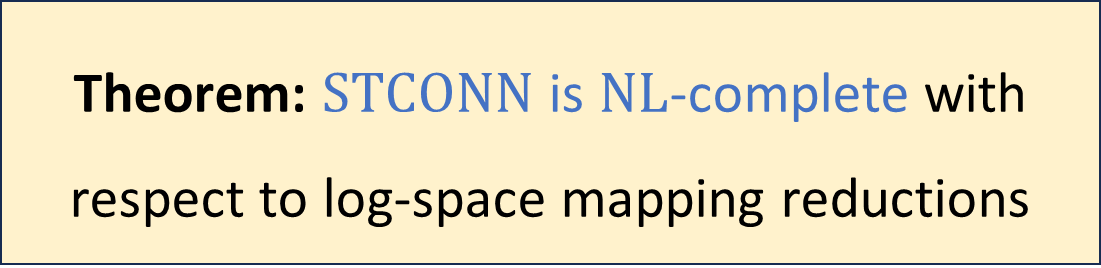 Theorem: STCONN is NL-complete with
respect to log-space mapping reductions